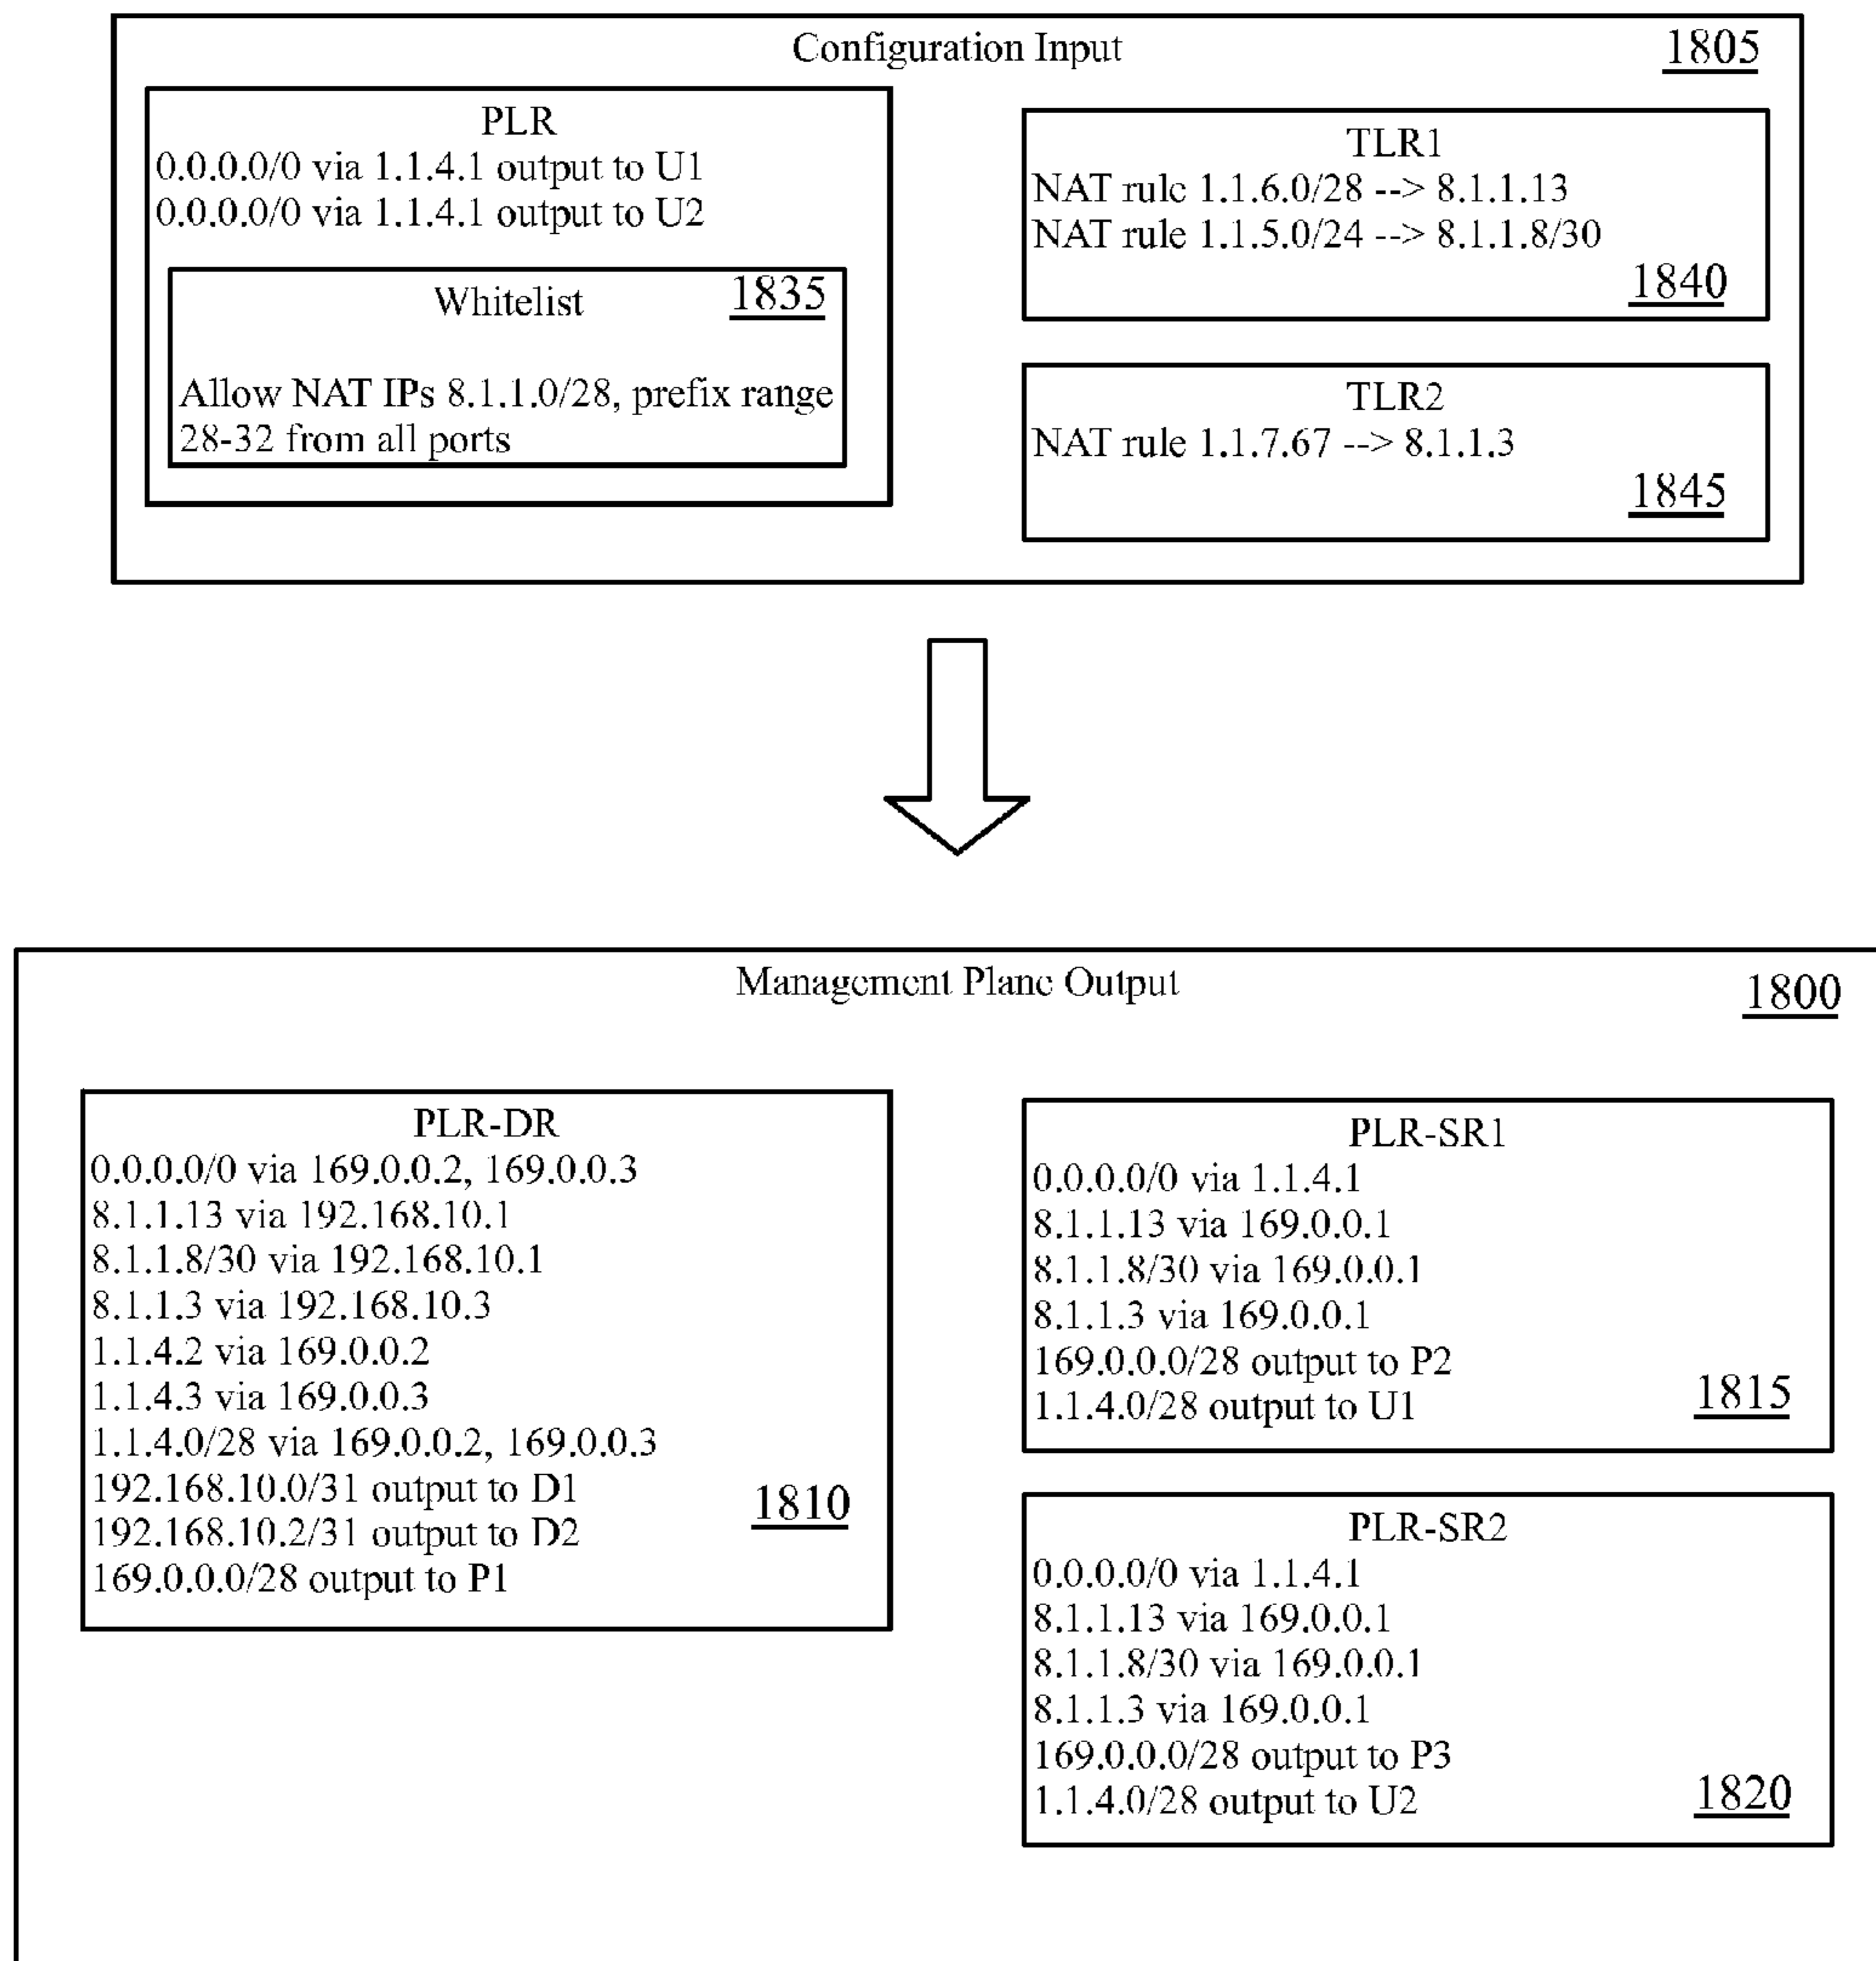 Configuration Input
1805
PLR
0.0.0.0/0 via 1.1.4.1 output to U1
0.0.0.0/0 via 1.1.4.1 output to U2
Whitelist
1835
Allow NAT IPs 8.1.1.0/28, prefix range
28-32 from all ports
TLR1
NAT rule 1.1.6.0/28 --> 8.1.1.13
NAT rule 1.1.5.0/24 --> 8.1.1.8/30
1840
TLR2
NAT rule 1.1.7.67 --> 8.1.1.3
1845
Management Plane Output
1800
PLR-DR
0.0.0.0/0 via 169.0.0.2, 169.0.0.3
8.1.1.13 via 192.168.10.1
8.1.1.8/30 via 192.168.10.1
8.1.1.3 via 192.168.10.3
1.1.4.2 via 169.0.0.2
1.1.4.3 via 169.0.0.3
1.1.4.0/28 via 169.0.0.2, 169.0.0.3
192.168.10.0/31 output to D1
192.168.10.2/31 output to D2
169.0.0.0/28 output to P1
1810
PLR-SR1
0.0.0.0/0 via 1.1.4.1
8.1.1.13 via 169.0.0.1
8.1.1.8/30 via 169.0.0.1
8.1.1.3 via 169.0.0.1
169.0.0.0/28 output to P2
1.1.4.0/28 output to U1
1815
PLR-SR2
0.0.0.0/0 via 1.1.4.1
8.1.1.13 via 169.0.0.1
8.1.1.8/30 via 169.0.0.1
8.1.1.3 via 169.0.0.1
169.0.0.0/28 output to P3
1.1.4.0/28 output to U2
1820